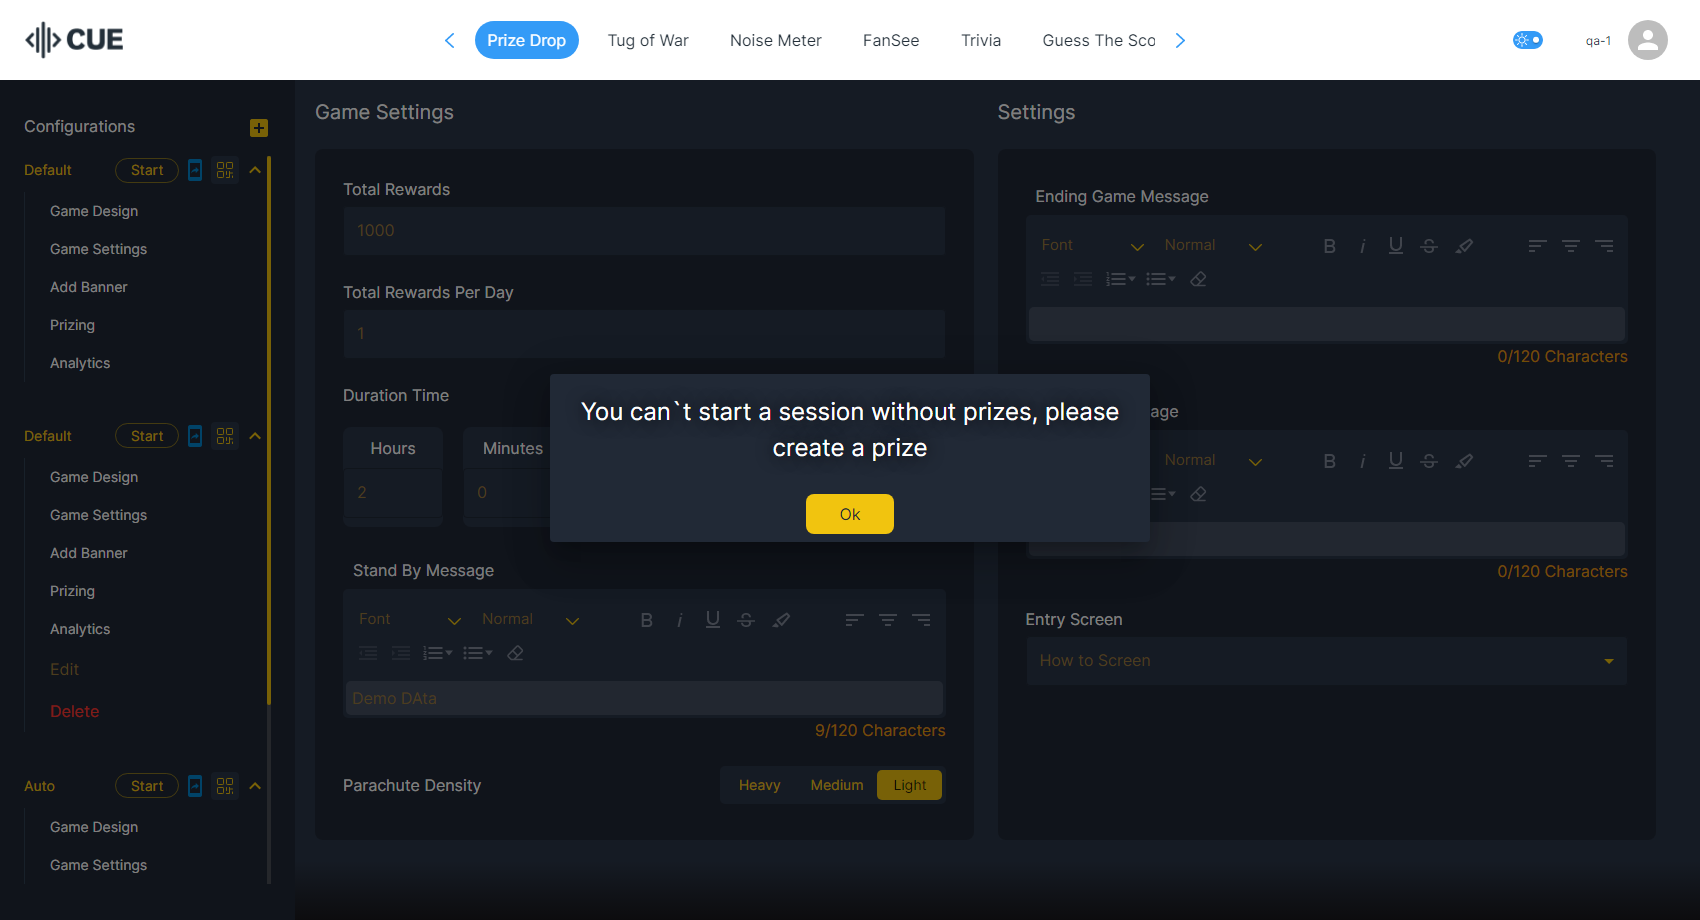 CUE
Prize Drop
Tug of War
Noise Meter
FanSee
Trivia
Guess The Sco
qa-1
Configurations
Default
Start
Game Design
Game Settings
Add Banner
Prizing
Analytics
Default
Start
Game Design
Game Settings
Add Banner
Prizing
Analytics
Edit
Delete
Auto
Start
Game Design
Game Settings
Game Settings
Total Rewards
1000
Total Rewards Per Day
1
Duration Time
Hours
Minutes
2
0
Stand By Message
Font
Normal
Demo DAta
9/120 Characters
Parachute Density
Heavy
Medium
Light
Settings
Ending Game Message
Font
Normal
0/120 Characters
age
Normal
0/120 Characters
Entry Screen
How to Screen
You can`t start a session without prizes, please
create a prize
Ok